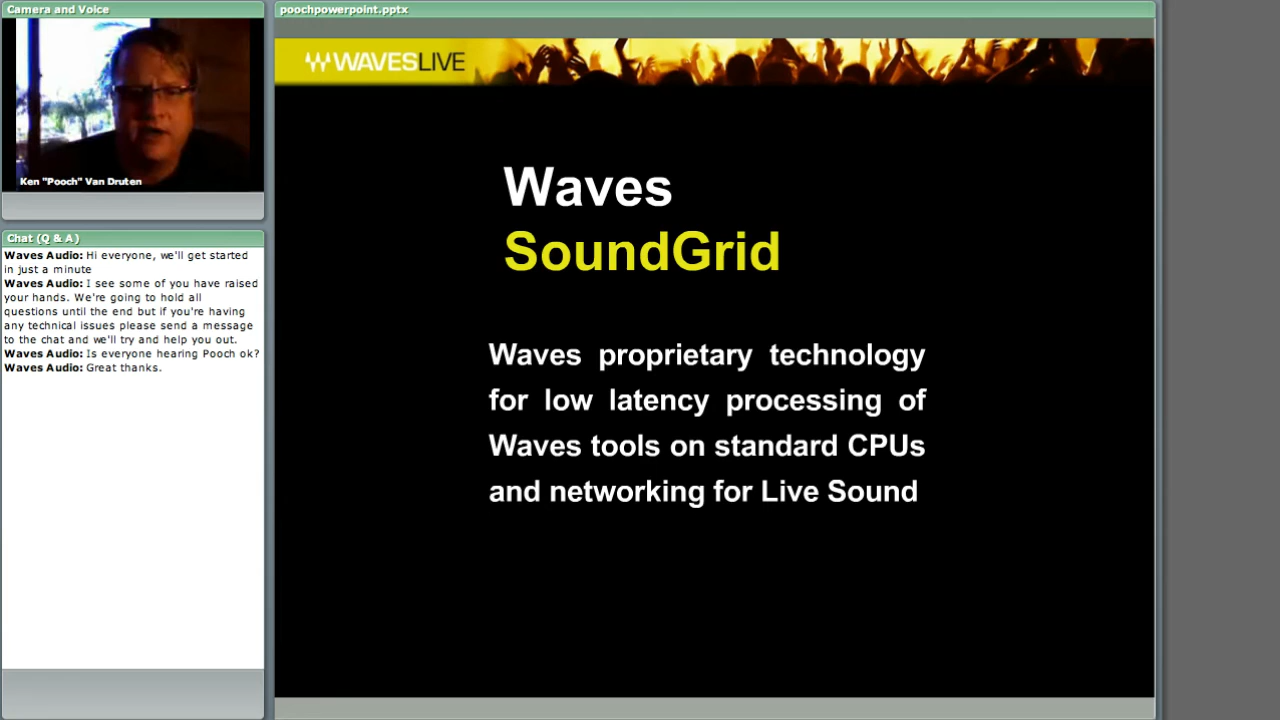 Camera and Voice
Ken "Pooch" Van Druten
Chat (Q & A)
Waves Audio: Hi everyone, we'll get started
in just a minute
Waves Audio: I see some of you have raised
your hands. We're going to hold all
questions until the end but if you're having
any technical issues please send a message
to the chat and we'll try and help you out.
Waves Audio: Is everyone hearing Pooch ok?
Waves Audio: Great thanks.
poochpowerpoint.pptx
WAVESLIVE
Waves
SoundGrid
Waves proprietary technology
for low latency processing of
Waves tools on standard CPUs
and networking for Live Sound